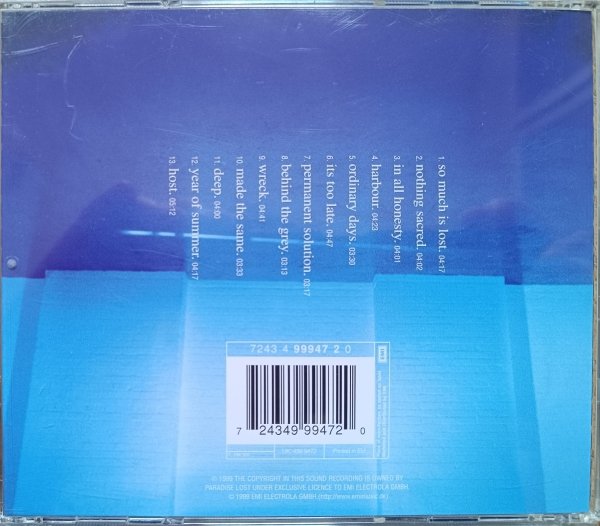 1. so much is lost. 04:17
2. nothing sacred. 04:02
3. in all honesty. 04:01
4. harbour. 04:23
5. ordinary days. 03:30
6. its too late. 04:47
7. permanent solution. 03:17
8. behind the grey. 03:13
9. wreck. 04:41
10. made the same. 03:33
11. deep. 04:00
12. year of summer. 04:17
13. host. 05:12
7243 4 99947 2 0
EMI
7 24349 99472 0
Printed in EU
© 1999 THE COPYRIGHT IN THIS SOUND RECORDING IS OWNED BY
PARADISE LOST UNDER EXCLUSIVE LICENCE TO EMI ELECTROLA GMBH.
© 1999 EMI ELECTROLA GMBH.(http://www.emimusic.de)